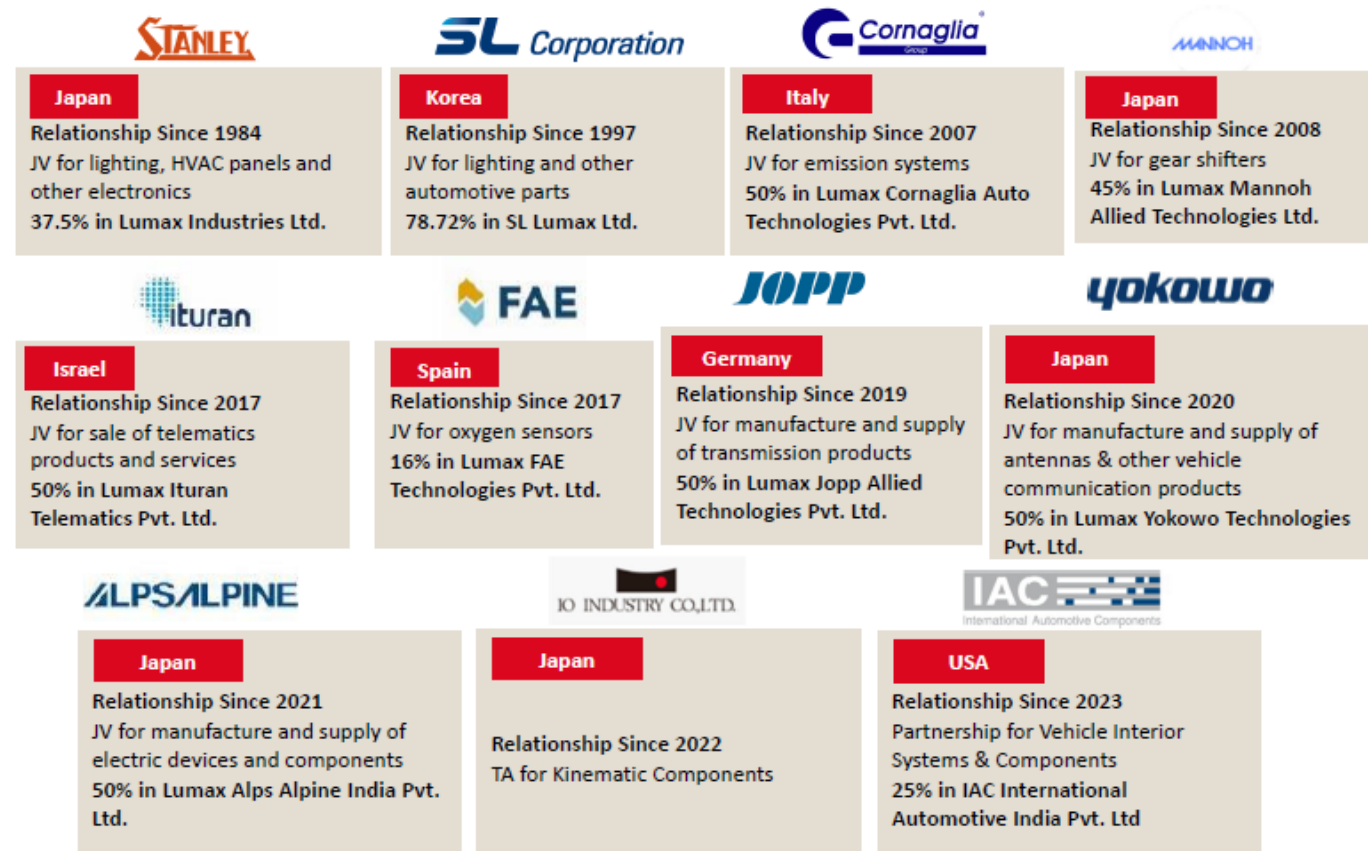 STANLEY
SL Corporation
Cornaglia
Group
MANNOH
Japan
Relationship Since 1984
JV for lighting, HVAC panels and
other electronics
37.5% in Lumax Industries Ltd.
Korea
Relationship Since 1997
JV for lighting and other
automotive parts
78.72% in SL Lumax Ltd.
Italy
Relationship Since 2007
JV for emission systems
50% in Lumax Cornaglia Auto
Technologies Pvt. Ltd.
Japan
Relationship Since 2008
JV for gear shifters
45% in Lumax Mannoh
Allied Technologies Ltd.
ituran
FAE
JOPP
yokowo
Israel
Relationship Since 2017
JV for sale of telematics
products and services
50% in Lumax Ituran
Telematics Pvt. Ltd.
Spain
Relationship Since 2017
JV for oxygen sensors
16% in Lumax FAE
Technologies Pvt. Ltd.
Germany
Relationship Since 2019
JV for manufacture and supply
of transmission products
50% in Lumax Jopp Allied
Technologies Pvt. Ltd.
Japan
Relationship Since 2020
JV for manufacture and supply of
antennas & other vehicle
communication products
50% in Lumax Yokowo Technologies
Pvt. Ltd.
ALPSALPINE
IO INDUSTRY CO.,LTD.
IAC
International Automotive Components
Japan
Relationship Since 2021
JV for manufacture and supply of
electric devices and components
50% in Lumax Alps Alpine India Pvt.
Ltd.
Japan
Relationship Since 2022
TA for Kinematic Components
USA
Relationship Since 2023
Partnership for Vehicle Interior
Systems & Components
25% in IAC International
Automotive India Pvt. Ltd